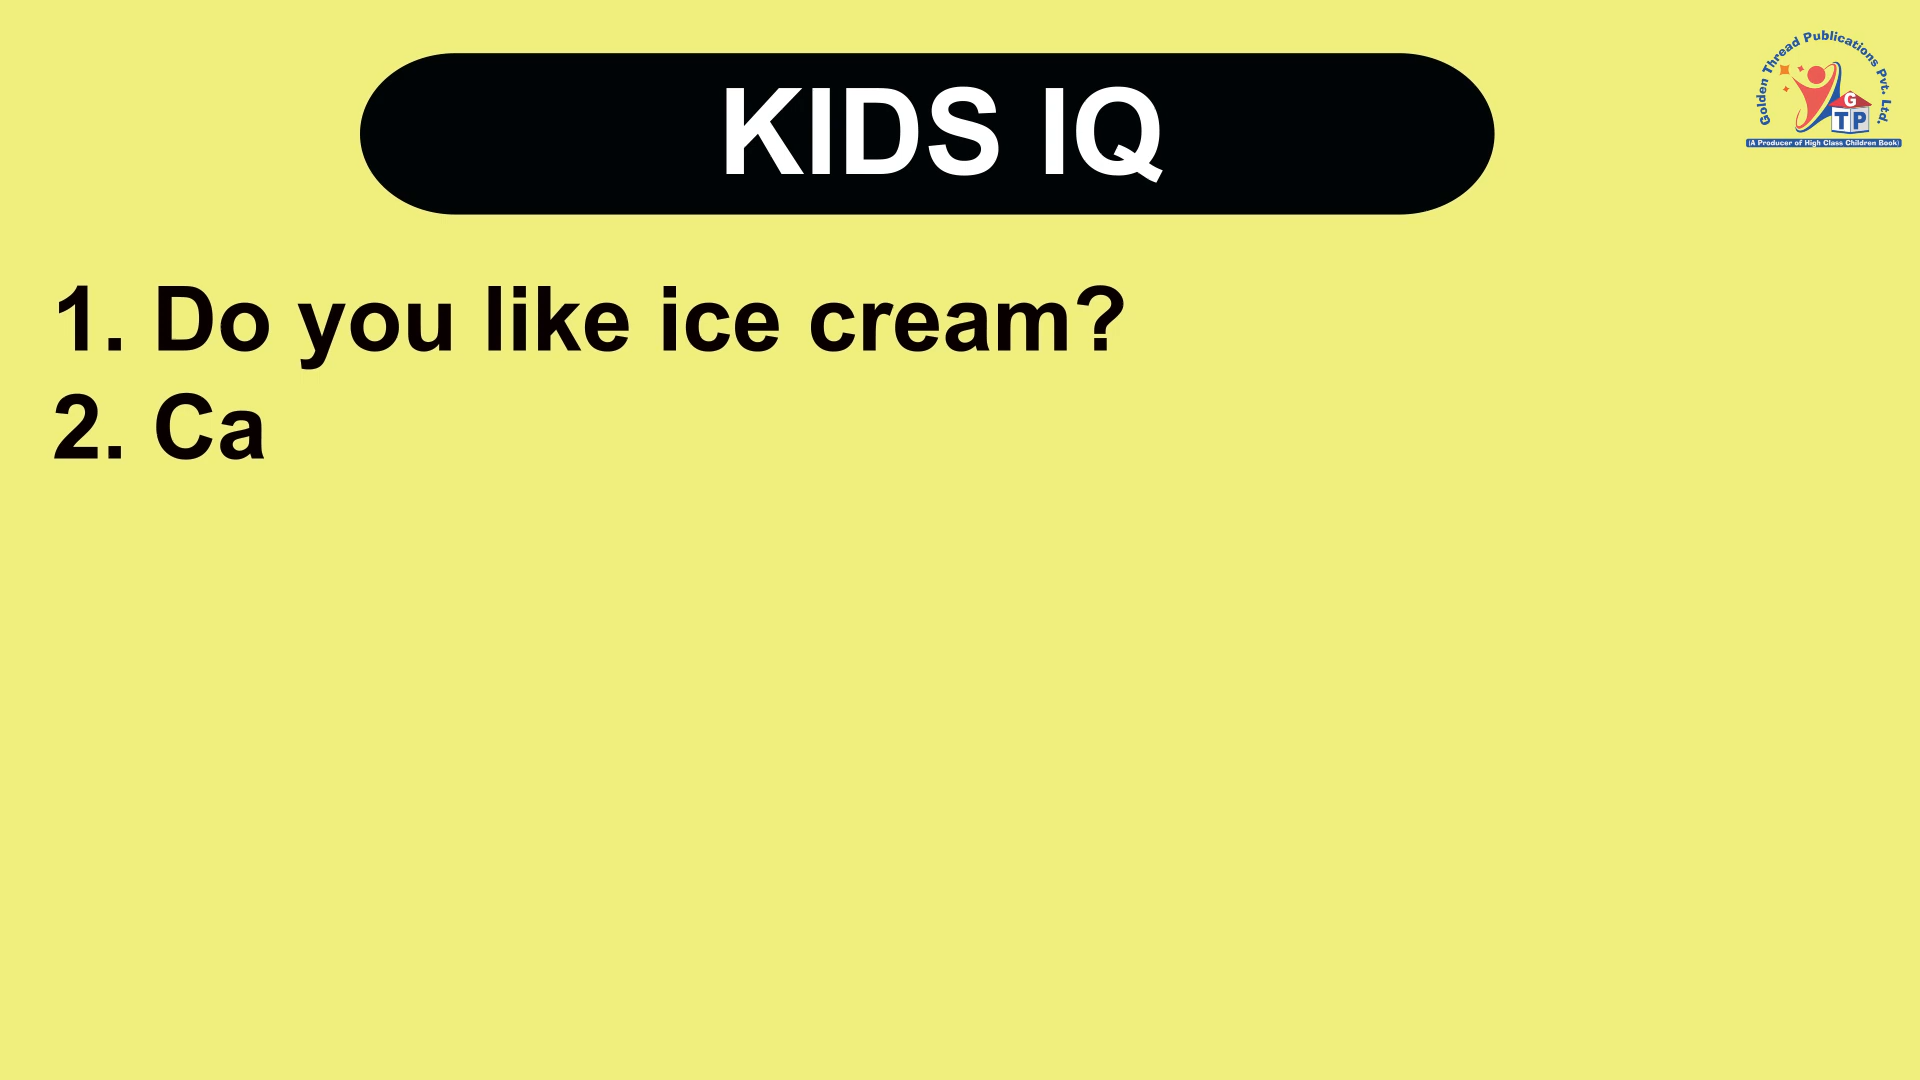 KIDS IQ
Golden Thread Publications Pvt. Ltd.
G
TP
(A Producer of High Class Children Book)
1. Do you like ice cream?
2. Ca